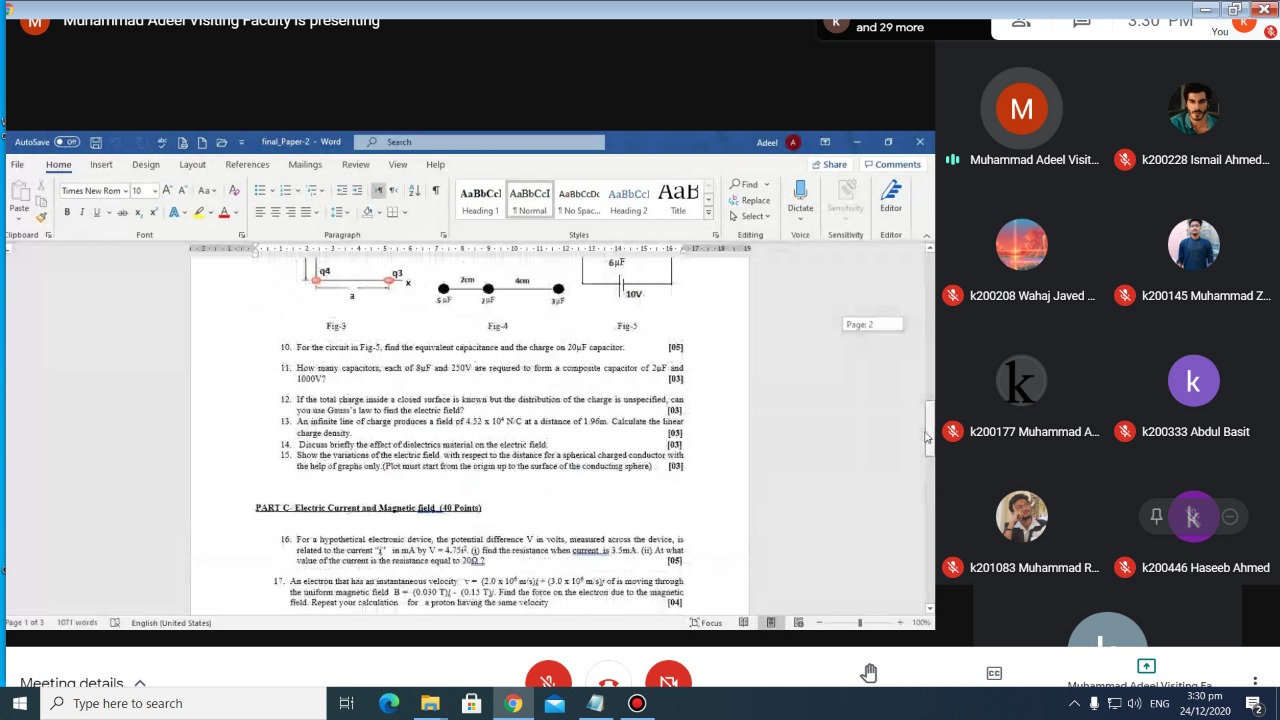 Muhammad Adeel Visiting Faculty is presenting
and 29 more
3:30 PM
You
AutoSave Off
final_Paper-2 - Word
Search
Adeel
File Home Insert Design Layout References Mailings Review View Help
Share Comments
Times New Rom 10
Paste
Clipboard
Font
Paragraph
AaBbCcI AaBbCcI AaBbCcDc AaBbCcI AaB
Heading 1 ¶ Normal ¶ No Spac... Heading 2 Title
Styles
Find
Replace
Select
Editing
Dictate
Voice
Sensitivity
Sensitivity
Editor
Editor
q4 q3 x
a
2cm 4cm
2µF 3µF
6µF
10V
Fig-3 Fig-4 Fig-5
Page: 2
10. For the circuit in Fig-5, find the equivalent capacitance and the charge on 20µF capacitor. [05]
11. How many capacitors, each of 8µF and 250V are required to form a composite capacitor of 2µF and
1000V? [03]
12. If the total charge inside a closed surface is known but the distribution of the charge is unspecified, can
you use Gauss's law to find the electric field? [03]
13. An infinite line of charge produces a field of 4.52 x 10⁴ N/C at a distance of 1.96m. Calculate the linear
charge density. [03]
14. Discuss briefly the effect of dielectrics material on the electric field. [03]
15. Show the variations of the electric field, with respect to the distance for a spherical charged conductor with
the help of graphs only.(Plot must start from the origin up to the surface of the conducting sphere) [03]
PART C- Electric Current and Magnetic field (40 Points)
16. For a hypothetical electronic device, the potential difference V in volts, measured across the device, is
related to the current "i" in mA by V = 4.75i². (i) find the resistance when current is 3.5mA. (ii) At what
value of the current is the resistance equal to 20Ω ? [05]
17. An electron that has an instantaneous velocity v = (2.0 x 10⁶ m/s)i + (3.0 x 10⁶ m/s)j of is moving through
the uniform magnetic field B = (0.030 T)i - (0.15 T)j. Find the force on the electron due to the magnetic
field. Repeat your calculation for a proton having the same velocity [04]
Page 1 of 3 1071 words English (United States) Focus 100%
M
Muhammad Adeel Visit...
k200228 Ismail Ahmed...
k200208 Wahaj Javed ...
k200145 Muhammad Z...
k
k
k200177 Muhammad A...
k200333 Abdul Basit
k
k201083 Muhammad R...
k200446 Haseeb Ahmed
Meeting details
Muhammad Adeel Visiting Fa...
Type here to search
ENG
3:30 pm
24/12/2020
2